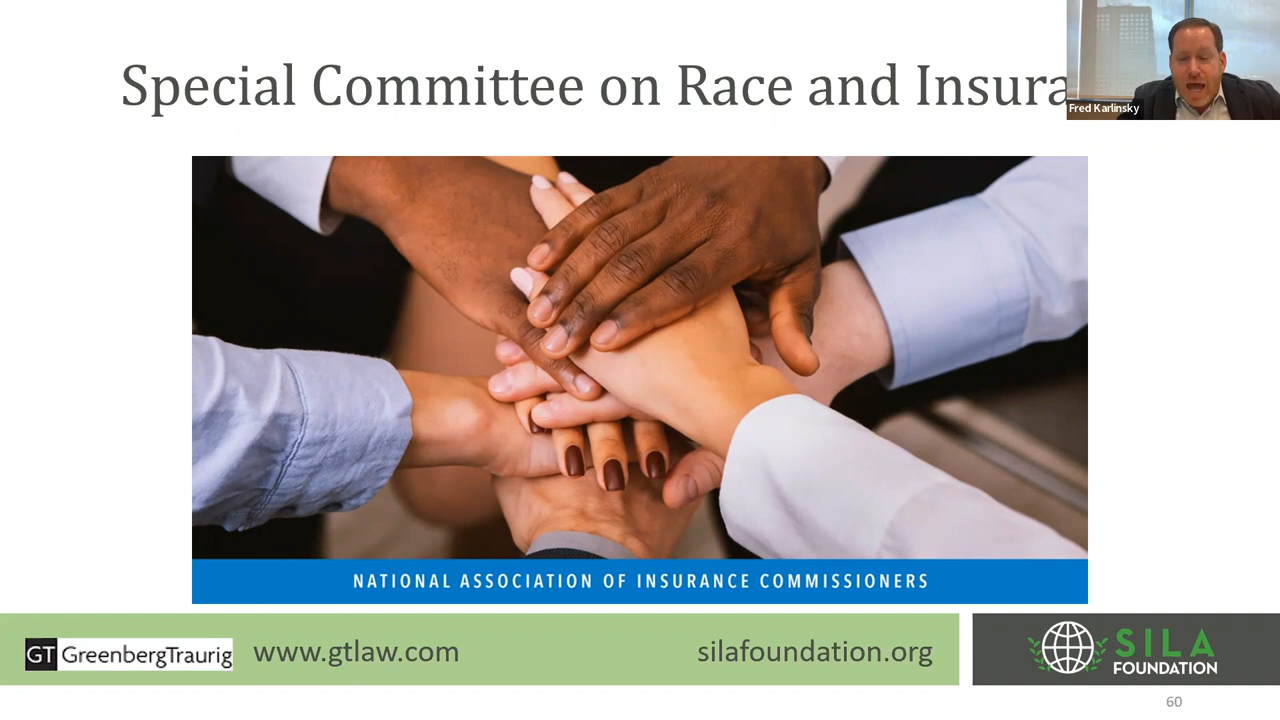 Special Committee on Race and Insura
Fred Karlinsky
NATIONAL ASSOCIATION OF INSURANCE COMMISSIONERS
GT GreenbergTraurig
www.gtlaw.com
silafoundation.org
SILA
FOUNDATION
60